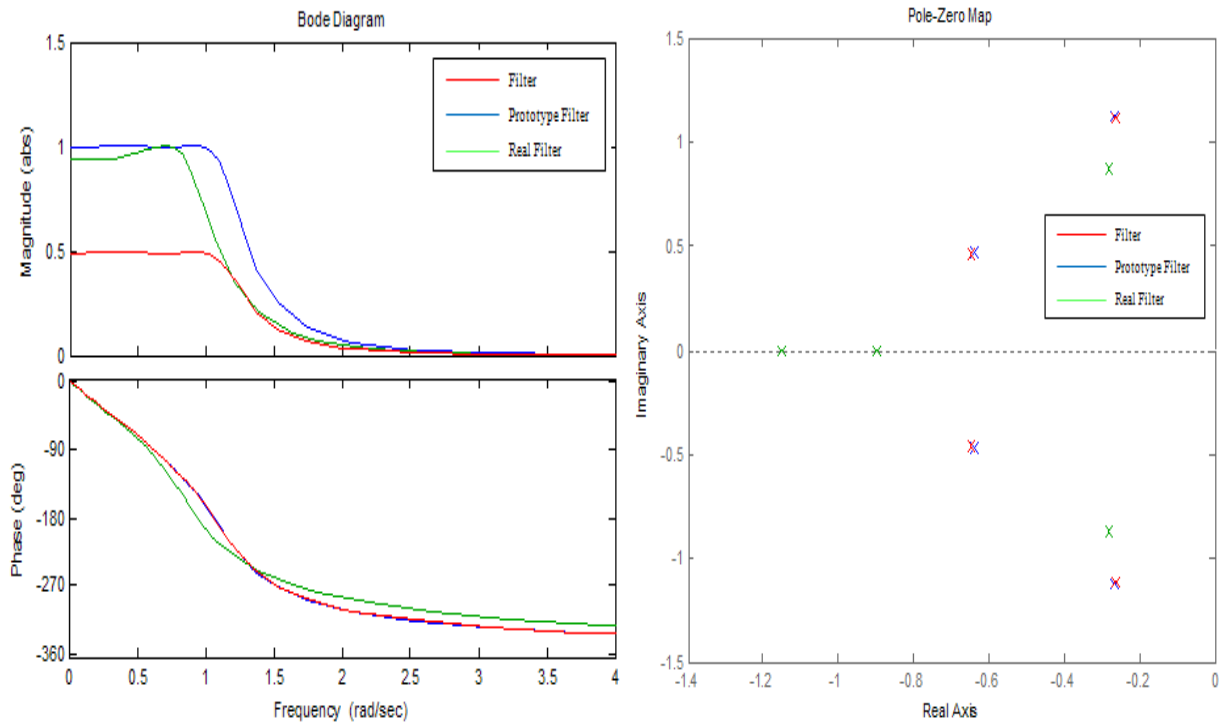 Bode Diagram
Magnitude (abs)
1.5
1
0.5
0
Filter
Prototype Filter
Real Filter
Phase (deg)
0
-90
-180
-270
-360
0 0.5 1 1.5 2 2.5 3 3.5 4
Frequency (rad/sec)
Pole-Zero Map
Imaginary Axis
1.5
1
0.5
0
-0.5
-1
-1.5
Filter
Prototype Filter
Real Filter
-1.4 -1.2 -1 -0.8 -0.6 -0.4 -0.2 0
Real Axis